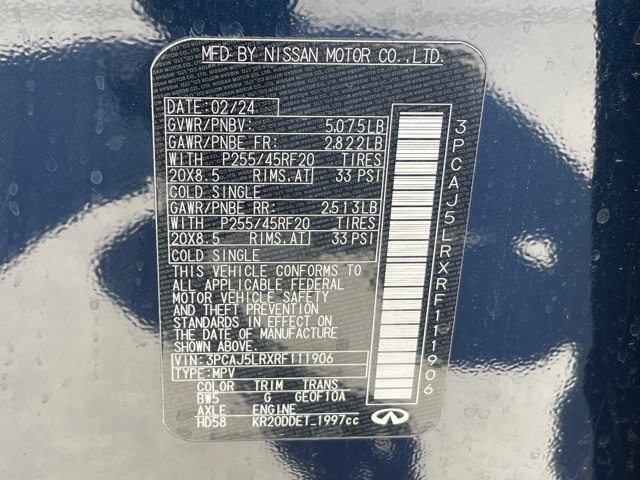 MFD BY NISSAN MOTOR CO.,LTD.
DATE:02/24
GVWR/PNBV: 5.075LB
GAWR/PNBE FR: 2.822LB
WITH P255/45RF20 TIRES
20X8.5 RIMS.AT 33 PSI
COLD SINGLE
GAWR/PNBE RR: 2.513LB
WITH P255/45RF20 TIRES
20X8.5 RIMS.AT 33 PSI
COLD SINGLE
THIS VEHICLE CONFORMS TO
ALL APPLICABLE FEDERAL
MOTOR VEHICLE SAFETY
AND THEFT PREVENTION
STANDARDS IN EFFECT ON
THE DATE OF MANUFACTURE
SHOWN ABOVE.
VIN:3PCAJ5LRXRF111906
TYPE:MPV
COLOR TRIM TRANS
BW5 G GEOF10A
AXLE ENGINE
HD58 KR20DDET_1997cc
3PCAJ5LRXRF111906